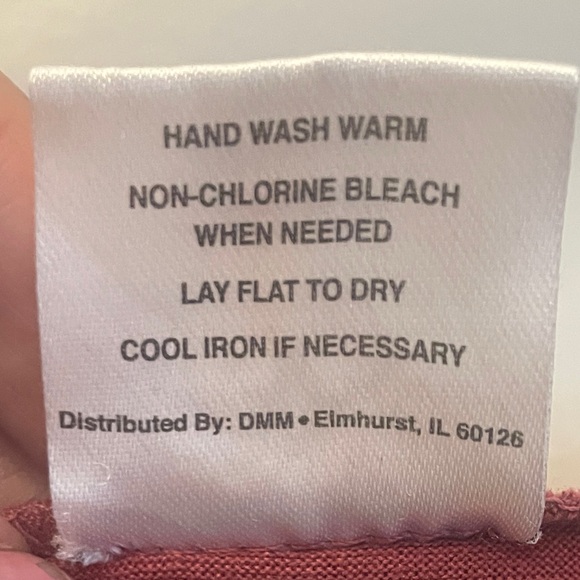 HAND WASH WARM
NON-CHLORINE BLEACH
WHEN NEEDED
LAY FLAT TO DRY
COOL IRON IF NECESSARY
Distributed By: DMM • Elmhurst, IL 60126